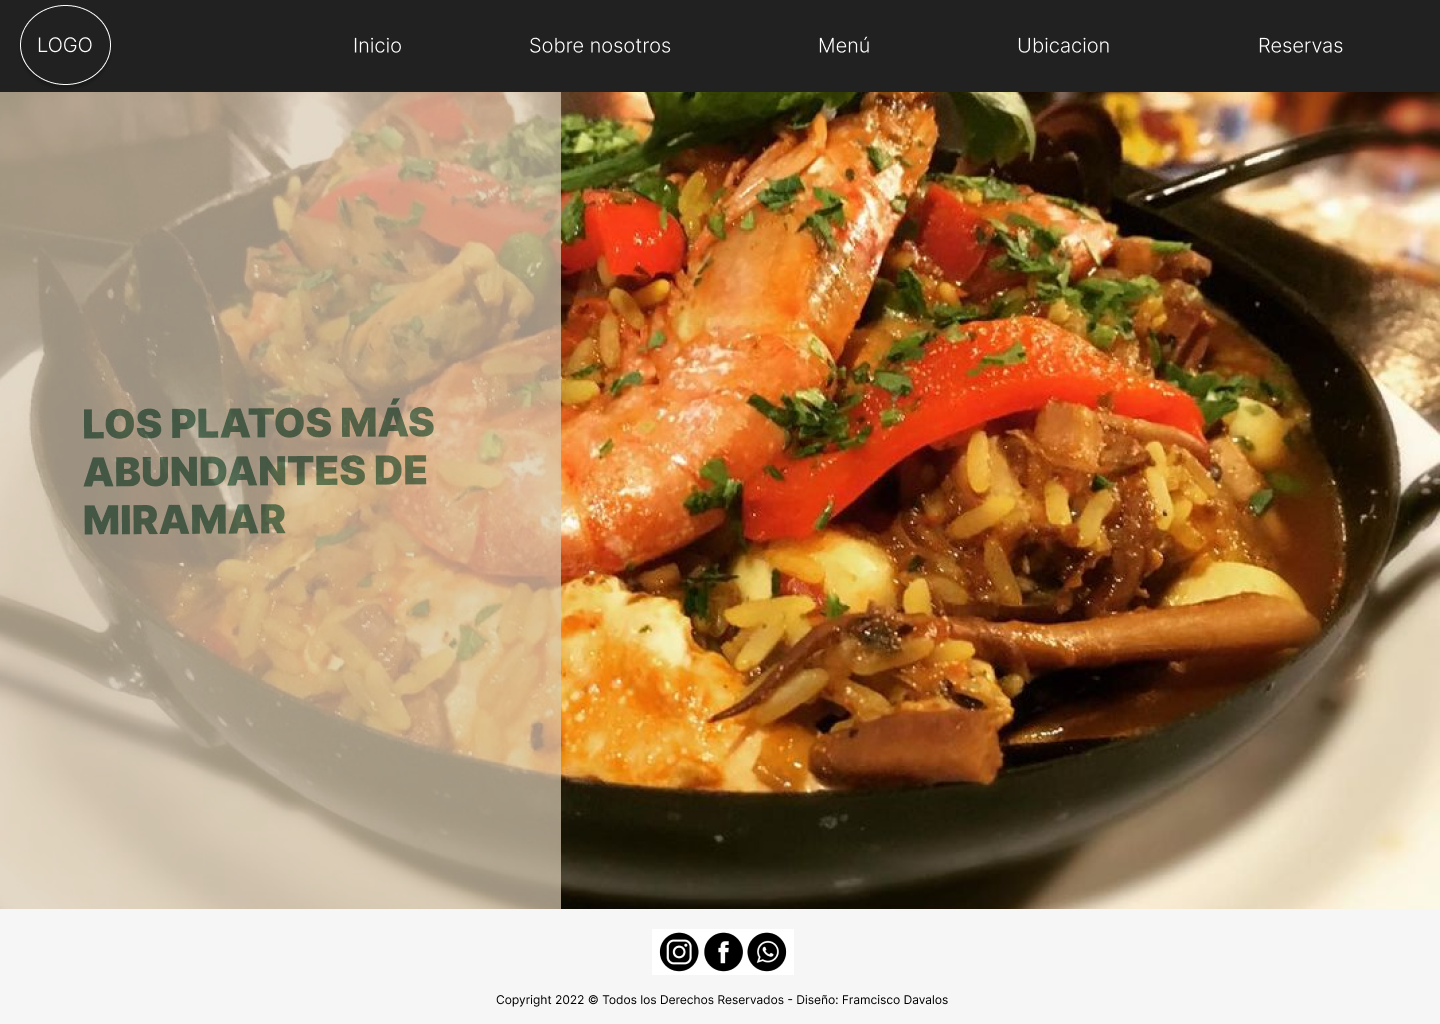 LOGO
Inicio
Sobre nosotros
Menú
Ubicacion
Reservas
LOS PLATOS MÁS
ABUNDANTES DE
MIRAMAR
Copyright 2022 © Todos los Derechos Reservados - Diseño: Framcisco Davalos